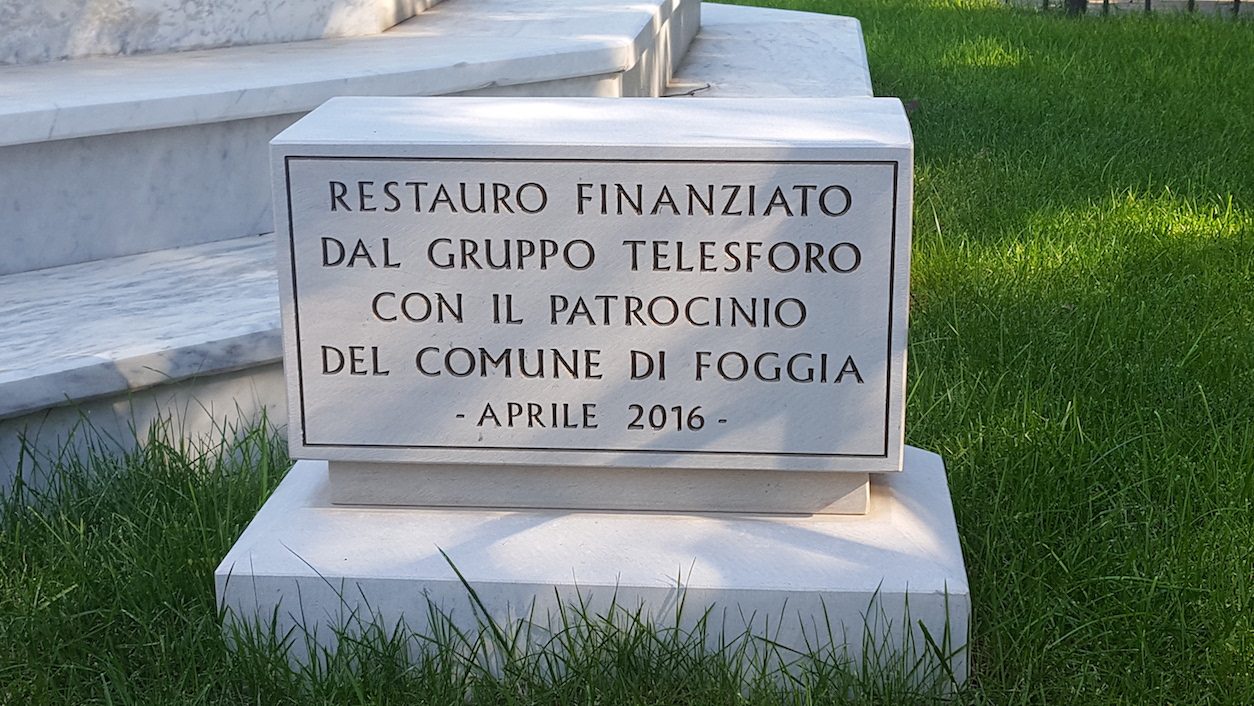 RESTAURO FINANZIATO
DAL GRUPPO TELESFORO
CON IL PATROCINIO
DEL COMUNE DI FOGGIA
- APRILE 2016 -